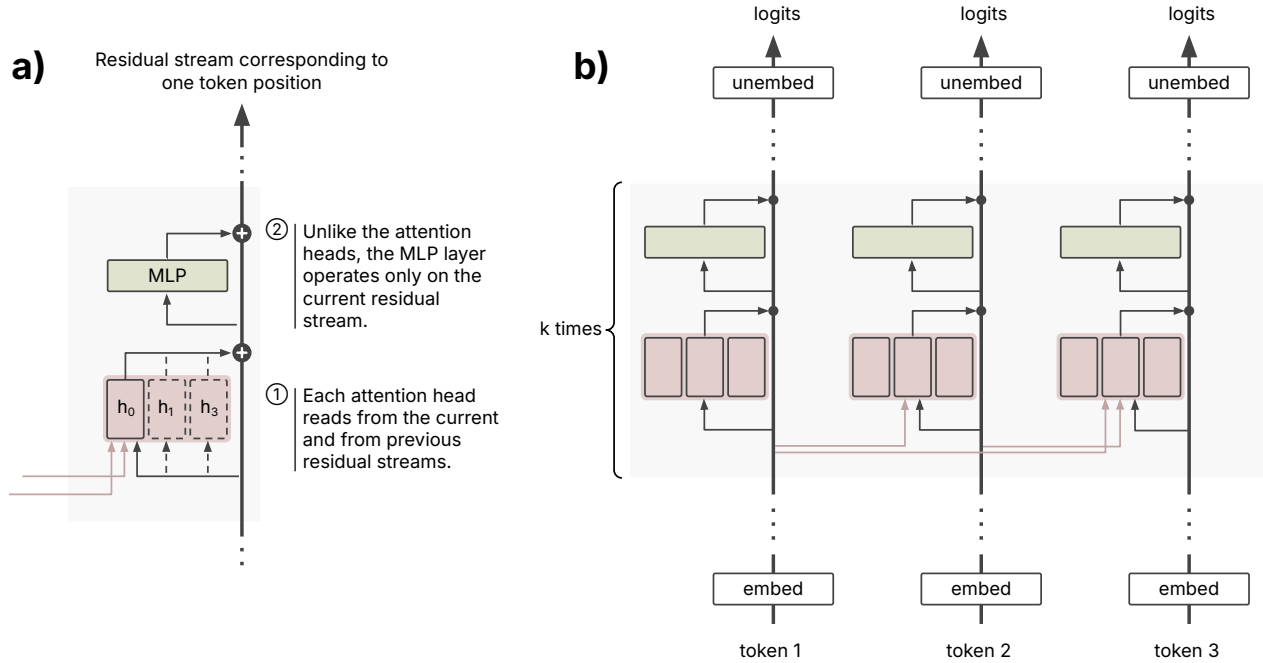 a)
Residual stream corresponding to
one token position
② Unlike the attention
heads, the MLP layer
operates only on the
current residual
stream.
MLP
① Each attention head
reads from the current
and from previous
residual streams.
h₀ h₁ h₃
b)
logits logits logits
unembed unembed unembed
k times
embed embed embed
token 1 token 2 token 3